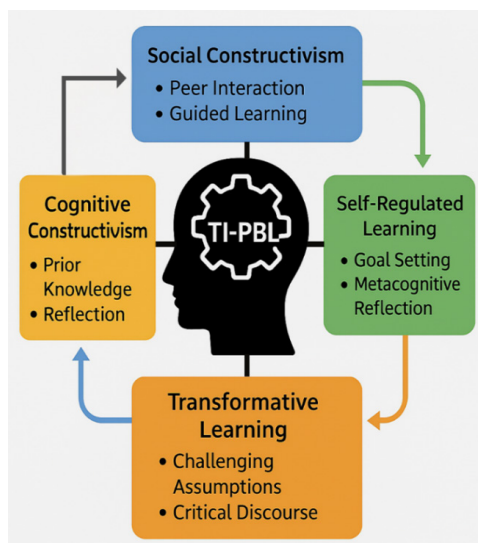 Social Constructivism
• Peer Interaction
• Guided Learning
Cognitive
Constructivism
• Prior
Knowledge
• Reflection
TI-PBL
Self-Regulated
Learning
• Goal Setting
• Metacognitive
Reflection
Transformative
Learning
• Challenging
Assumptions
• Critical Discourse